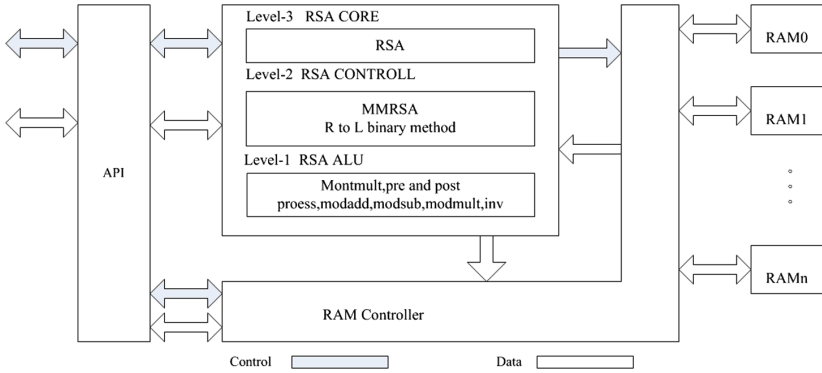 Level-3 RSA CORE
RSA
Level-2 RSA CONTROLL
MMRSA
R to L binary method
Level-1 RSA ALU
Montmult,pre and post
proess,modadd,modsub,modmult,inv
API
RAM Controller
RAM0
RAM1
RAMn
Control
Data